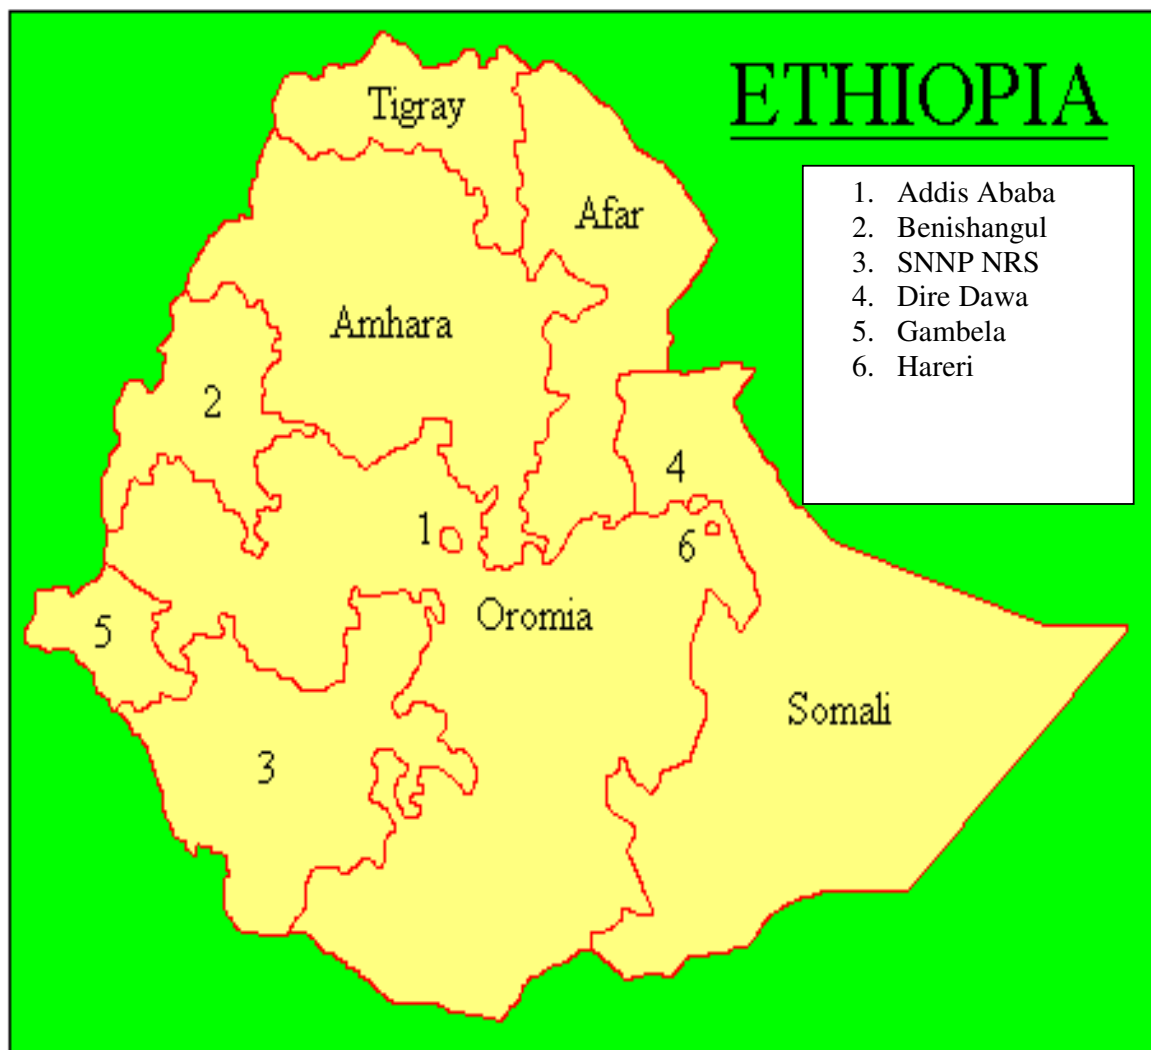 ETHIOPIA
Tigray
Afar
1. Addis Ababa
2. Benishangul
3. SNNP NRS
4. Dire Dawa
5. Gambela
6. Hareri
Amhara
2
4
1
6
5
Oromia
Somali
3